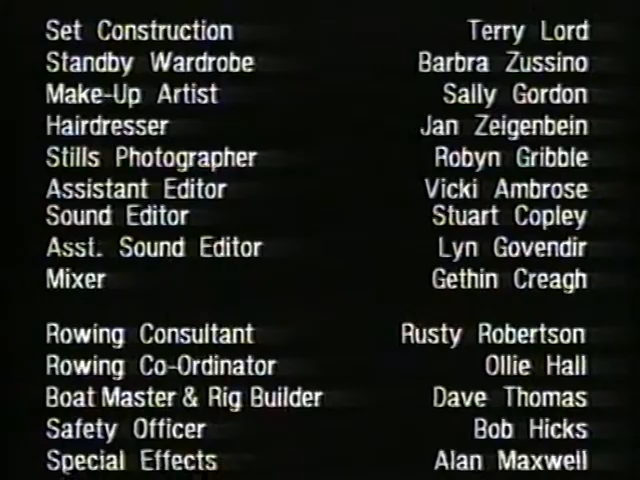 Set Construction Terry Lord
Standby Wardrobe Barbra Zussino
Make-Up Artist Sally Gordon
Hairdresser Jan Zeigenbein
Stills Photographer Robyn Gribble
Assistant Editor Vicki Ambrose
Sound Editor Stuart Copley
Asst. Sound Editor Lyn Govendir
Mixer Gethin Creagh
Rowing Consultant Rusty Robertson
Rowing Co-Ordinator Ollie Hall
Boat Master & Rig Builder Dave Thomas
Safety Officer Bob Hicks
Special Effects Alan Maxwell